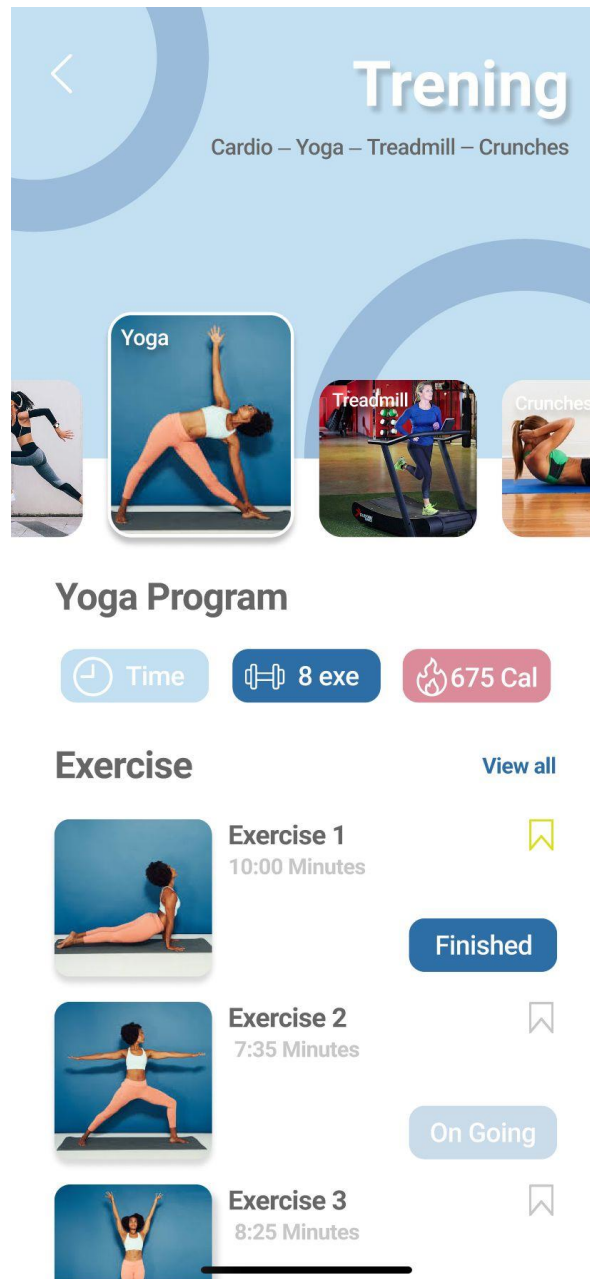 Trening
Cardio – Yoga – Treadmill – Crunches
Yoga
Treadmill
Crunches
Yoga Program
Time
8 exe
675 Cal
Exercise
View all
Exercise 1
10:00 Minutes
Finished
Exercise 2
7:35 Minutes
On Going
Exercise 3
8:25 Minutes